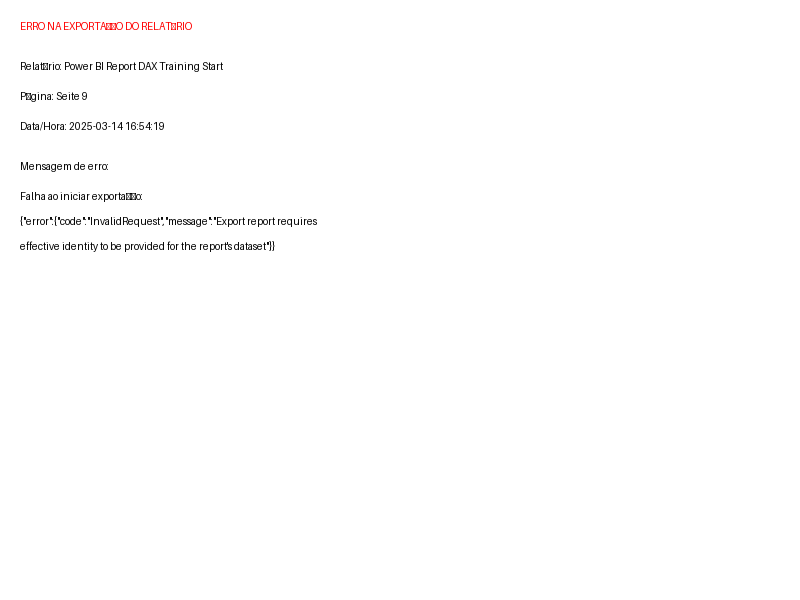 ERRO NA EXPORTA▯▯O DO RELAT▯RIO
Relat▯rio: Power BI Report DAX Training Start
P▯gina: Seite 9
Data/Hora: 2025-03-14 16:54:19
Mensagem de erro:
Falha ao iniciar exporta▯▯o:
{"error":{"code":"InvalidRequest","message":"Export report requires
effective identity to be provided for the report's dataset"}}